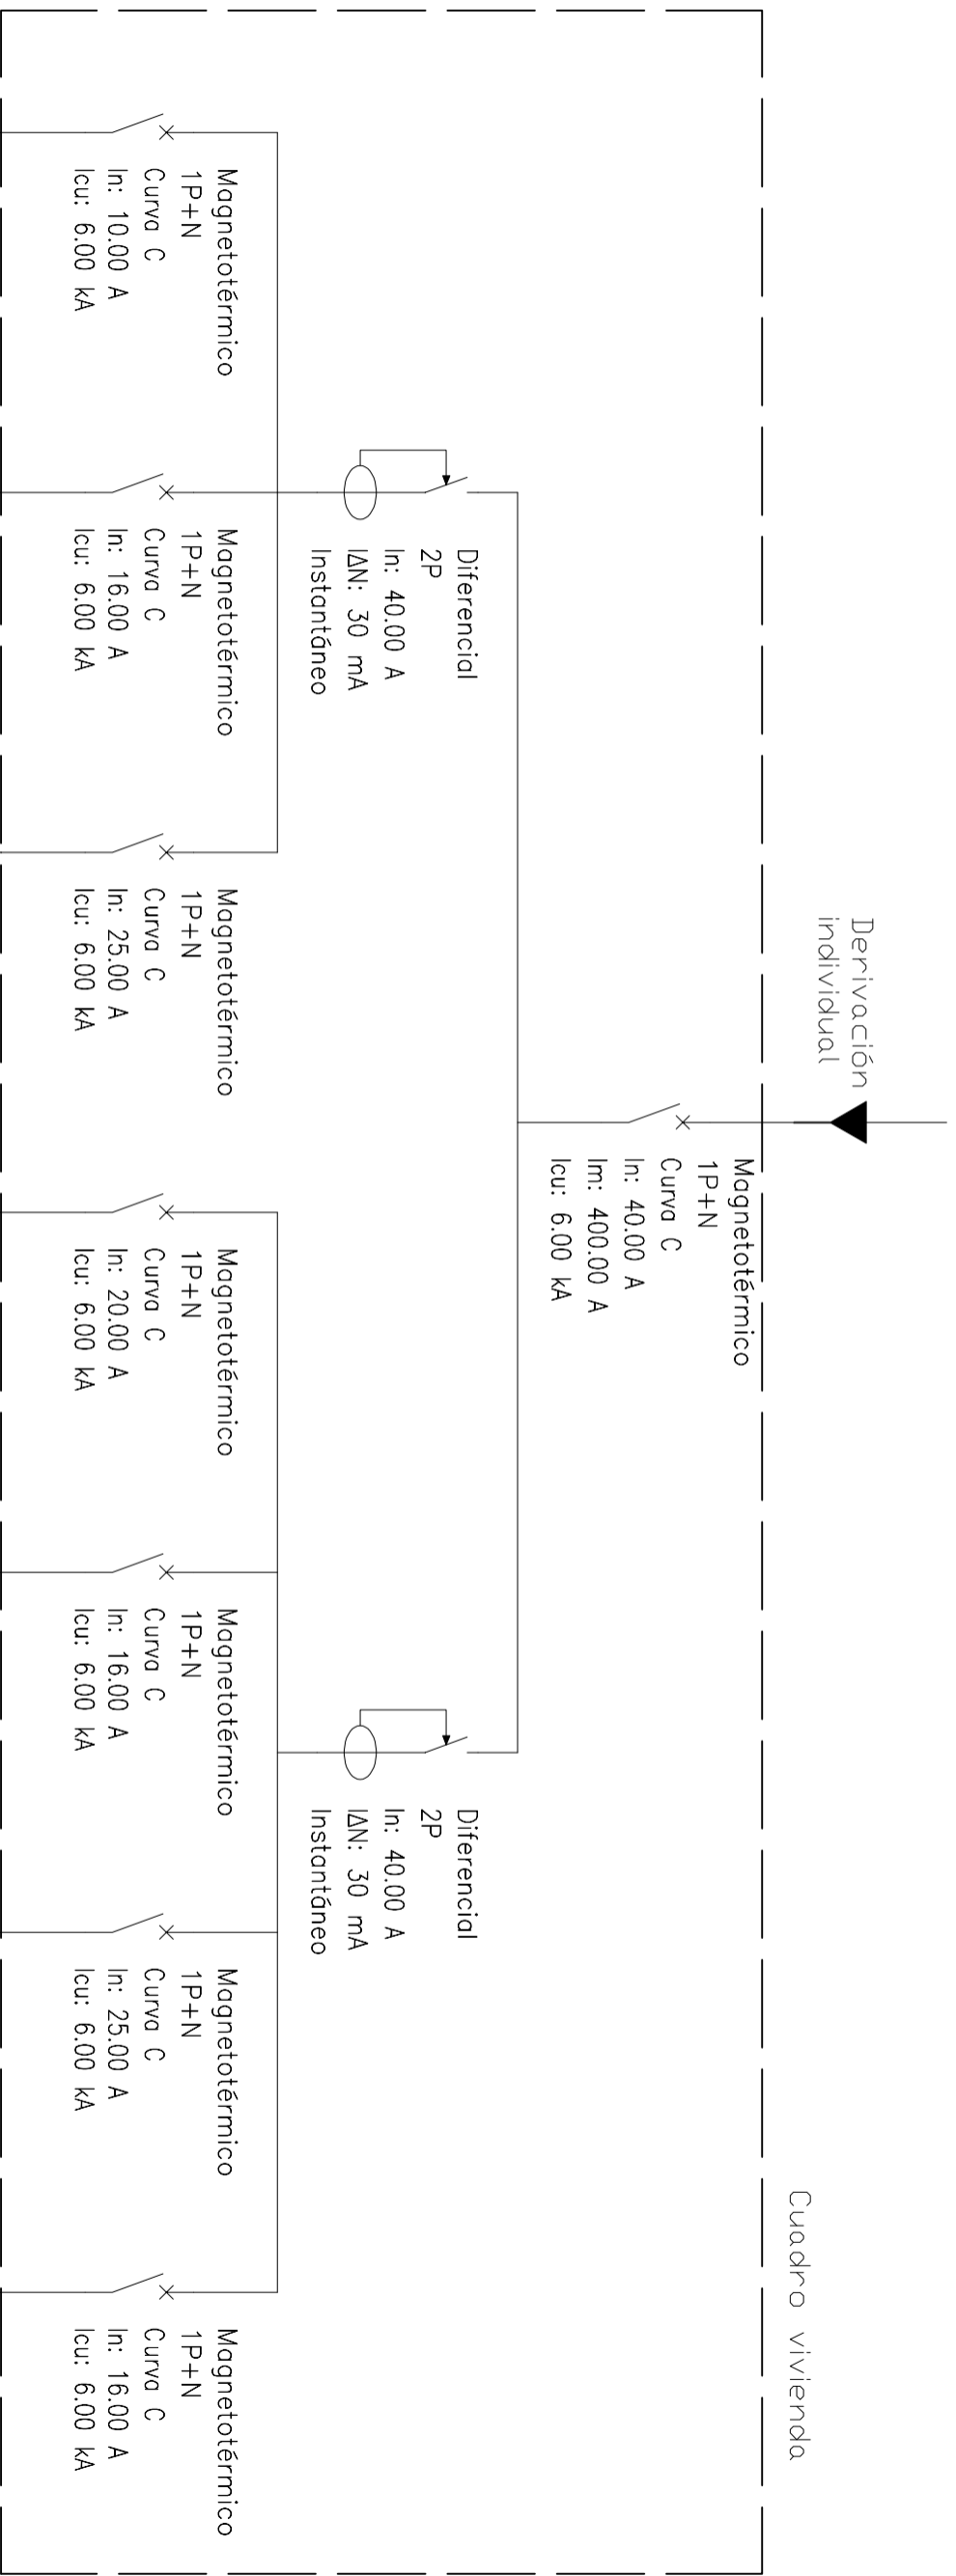 Cuadro vivienda
Derivación
individual
Magnetotérmico
1P+N
Curva C
In: 40.00 A
Im: 400.00 A
Icu: 6.00 kA
Diferencial
2P
In: 40.00 A
IΔN: 30 mA
Instantáneo
Diferencial
2P
In: 40.00 A
IΔN: 30 mA
Instantáneo
Magnetotérmico
1P+N
Curva C
In: 10.00 A
Icu: 6.00 kA
Magnetotérmico
1P+N
Curva C
In: 16.00 A
Icu: 6.00 kA
Magnetotérmico
1P+N
Curva C
In: 25.00 A
Icu: 6.00 kA
Magnetotérmico
1P+N
Curva C
In: 20.00 A
Icu: 6.00 kA
Magnetotérmico
1P+N
Curva C
In: 16.00 A
Icu: 6.00 kA
Magnetotérmico
1P+N
Curva C
In: 25.00 A
Icu: 6.00 kA
Magnetotérmico
1P+N
Curva C
In: 16.00 A
Icu: 6.00 kA